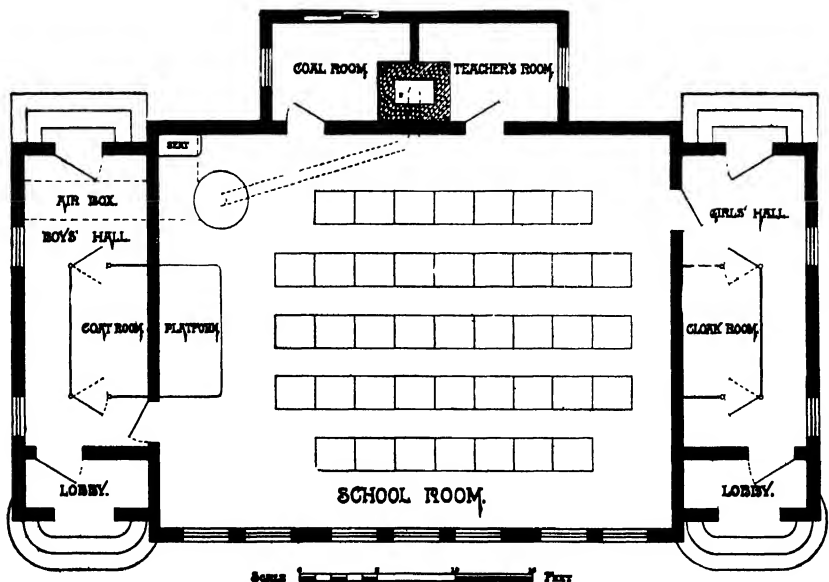 COAL ROOM.
TEACHER'S ROOM.
SEAT
AIR BOX.
BOYS' HALL.
GIRLS' HALL.
COAT ROOM
PLATFORM.
CLOAK ROOM.
LOBBY.
SCHOOL ROOM.
LOBBY.
SCALE
FEET